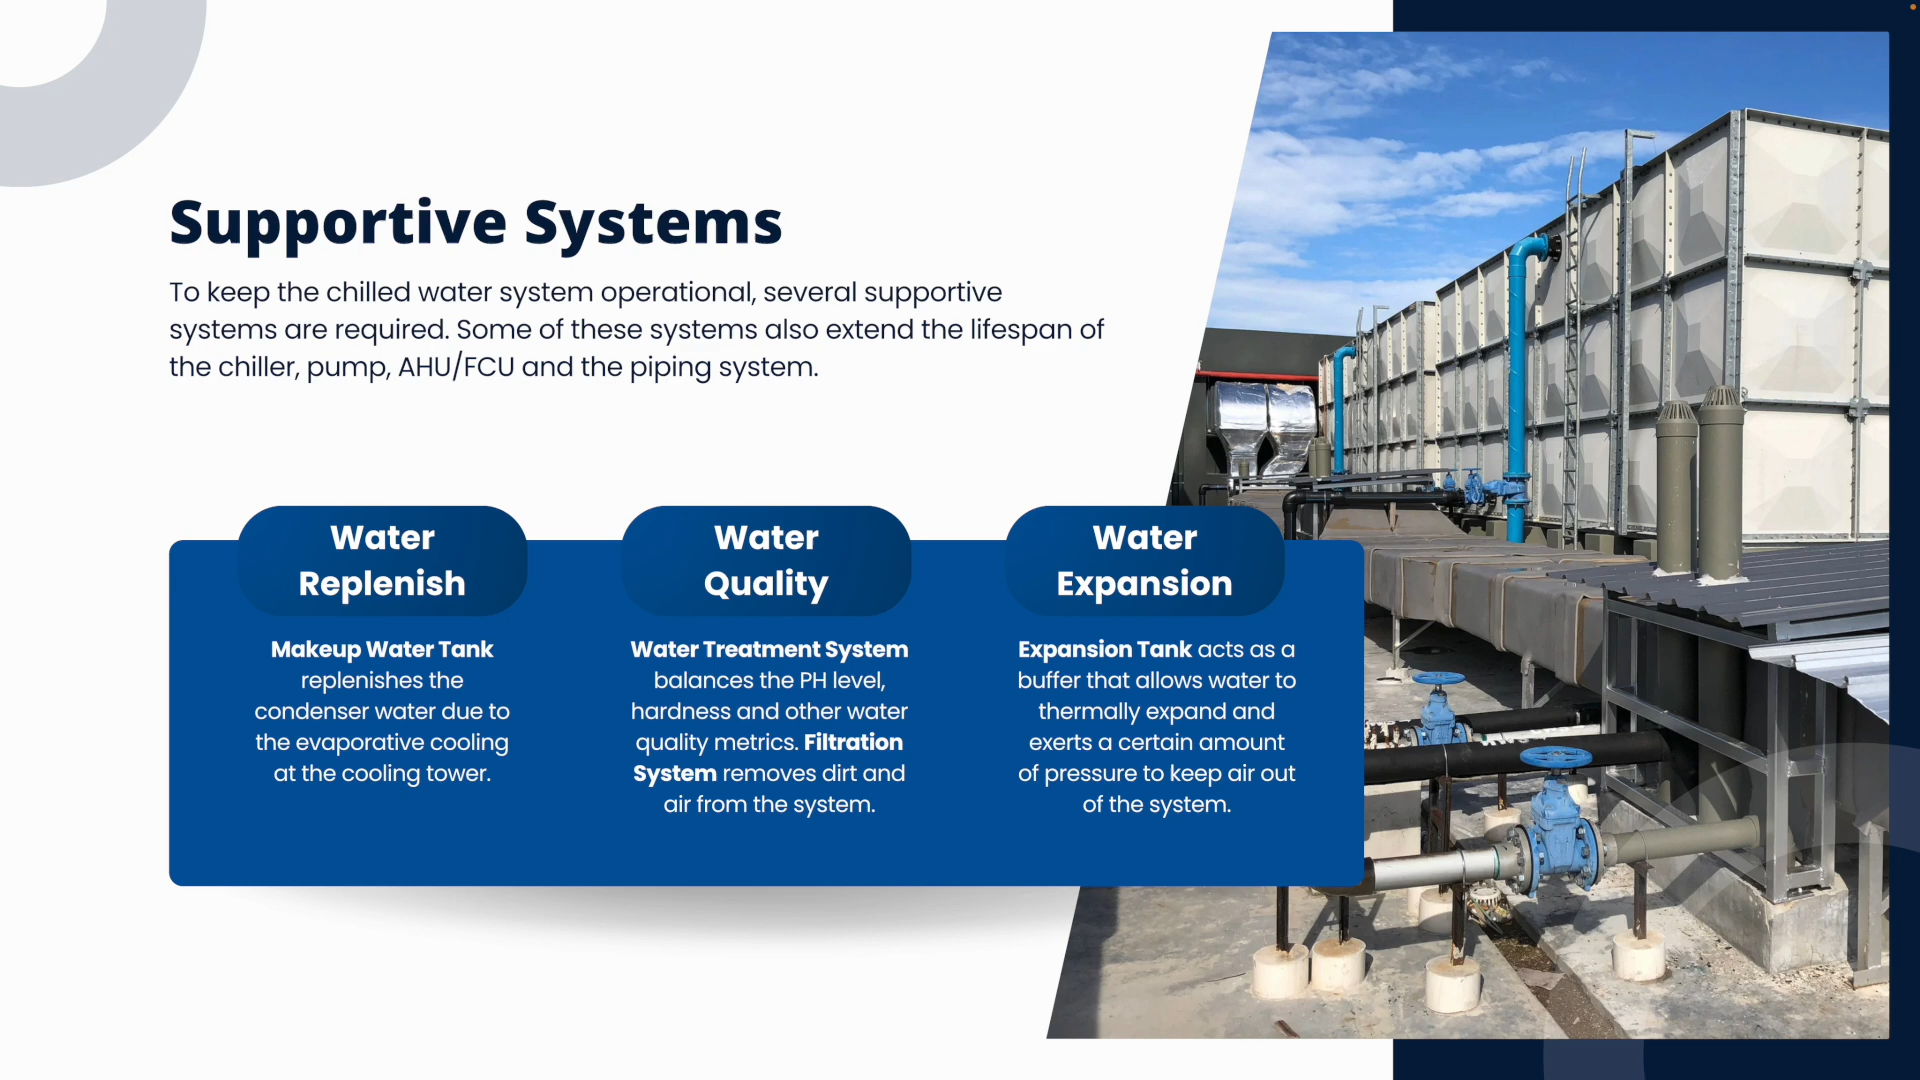 Supportive Systems
To keep the chilled water system operational, several supportive
systems are required. Some of these systems also extend the lifespan of
the chiller, pump, AHU/FCU and the piping system.
Water
Replenish
Makeup Water Tank
replenishes the
condenser water due to
the evaporative cooling
at the cooling tower.
Water
Quality
Water Treatment System
balances the PH level,
hardness and other water
quality metrics. Filtration
System removes dirt and
air from the system.
Water
Expansion
Expansion Tank acts as a
buffer that allows water to
thermally expand and
exerts a certain amount
of pressure to keep air out
of the system.